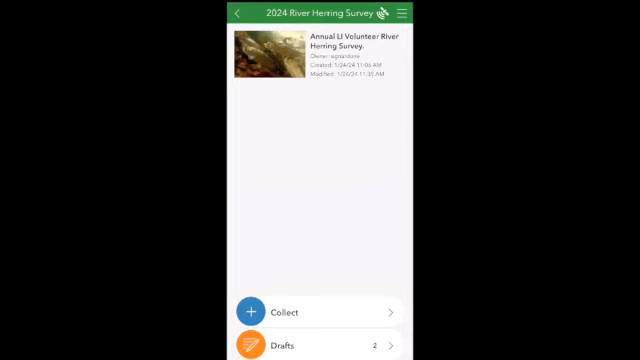 2024 River Herring Survey
Annual LI Volunteer River
Herring Survey.
Created: 1/24/24 11:06 AM
Modified: 1/24/24 11:39 AM
Collect
Drafts 2